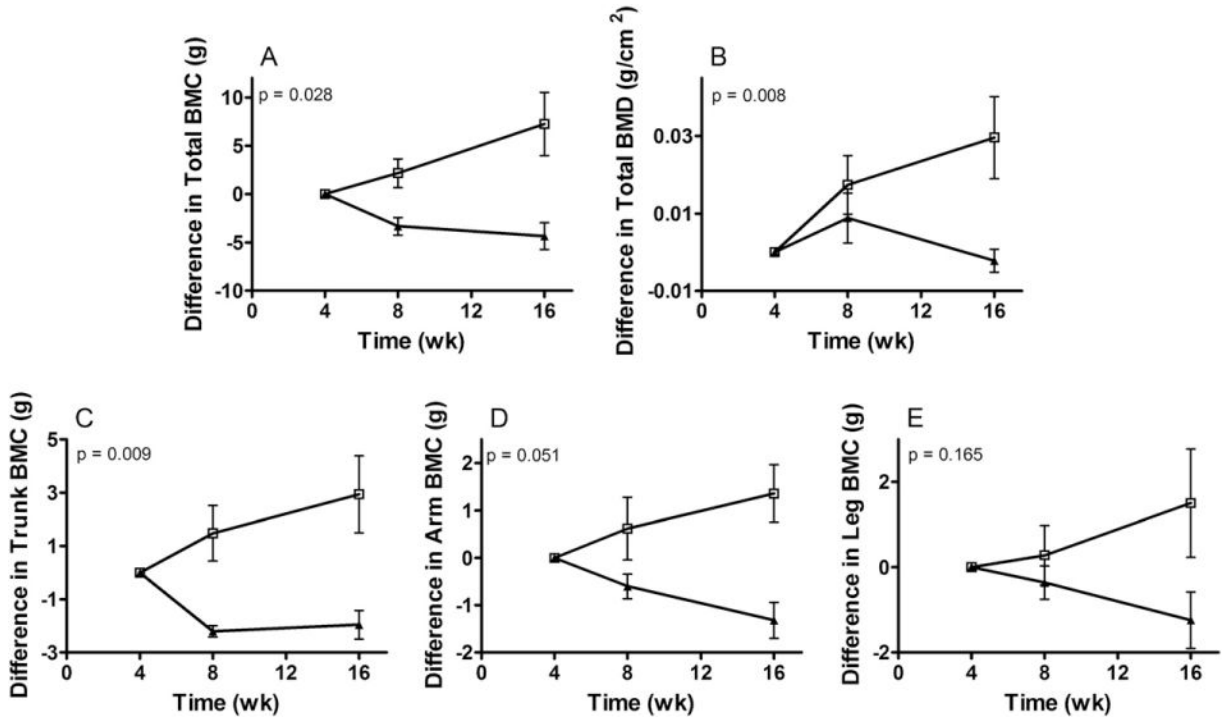 A
Difference in Total BMC (g)
p = 0.028
10
5
0
-5
-10
0 4 8 12 16
Time (wk)
B
Difference in Total BMD (g/cm 2)
p = 0.008
0.03
0.01
-0.01
0 4 8 12 16
Time (wk)
C
Difference in Trunk BMC (g)
p = 0.009
5
3
1
-1
-3
0 4 8 12 16
Time (wk)
D
Difference in Arm BMC (g)
p = 0.051
2
1
0
-1
-2
0 4 8 12 16
Time (wk)
E
Difference in Leg BMC (g)
p = 0.165
2
0
-2
0 4 8 12 16
Time (wk)